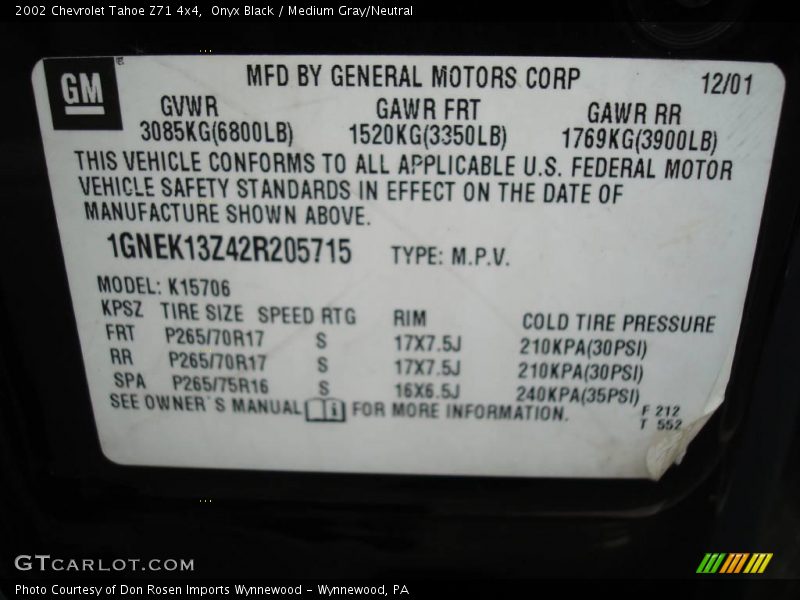 2002 Chevrolet Tahoe Z71 4x4, Onyx Black / Medium Gray/Neutral
GM
MFD BY GENERAL MOTORS CORP 12/01
GVWR GAWR FRT GAWR RR
3085KG(6800LB) 1520KG(3350LB) 1769KG(3900LB)
THIS VEHICLE CONFORMS TO ALL APPLICABLE U.S. FEDERAL MOTOR
VEHICLE SAFETY STANDARDS IN EFFECT ON THE DATE OF
MANUFACTURE SHOWN ABOVE.
1GNEK13Z42R205715 TYPE: M.P.V.
MODEL: K15706
KPSZ TIRE SIZE SPEED RTG RIM COLD TIRE PRESSURE
FRT P265/70R17 S 17X7.5J 210KPA(30PSI)
RR P265/70R17 S 17X7.5J 210KPA(30PSI)
SPA P265/75R16 S 16X6.5J 240KPA(35PSI)
SEE OWNER'S MANUAL i FOR MORE INFORMATION. F 212
T 552
GTCARLOT.COM
Photo Courtesy of Don Rosen Imports Wynnewood – Wynnewood, PA